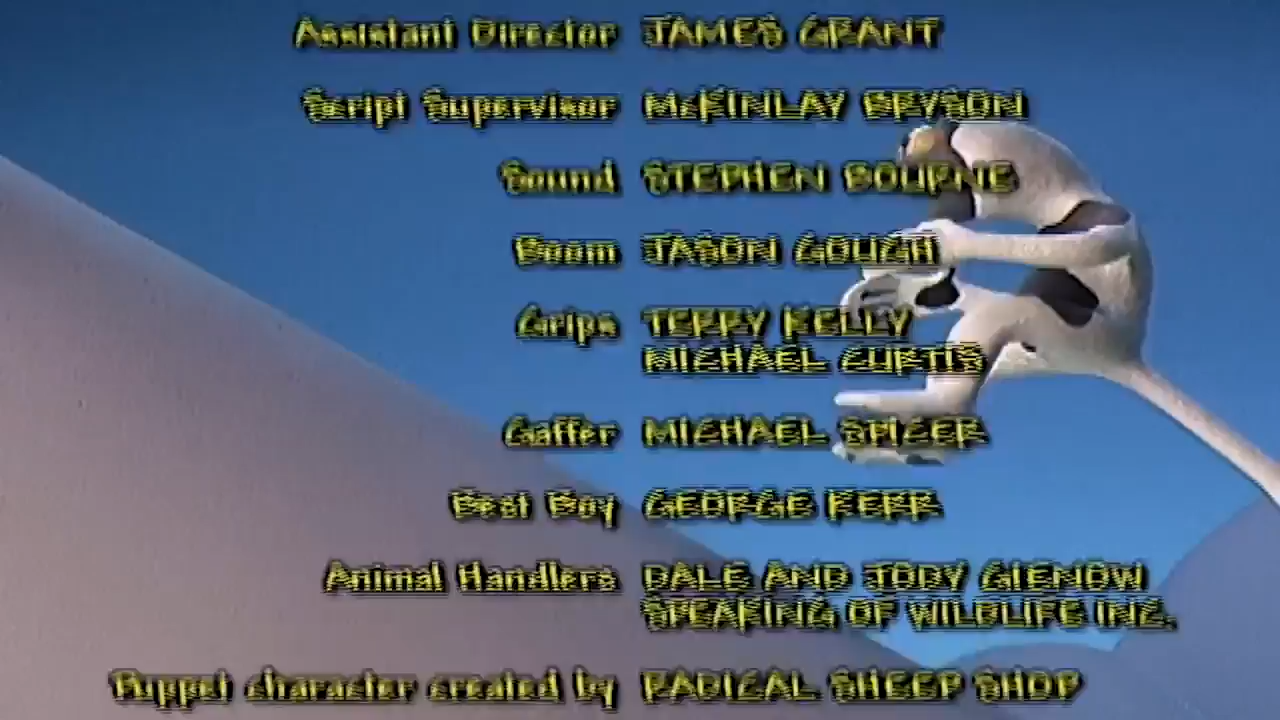 Assistant Director JAMES GRANT
Script Supervisor McKINLAY BRYSON
Sound STEPHEN BOURNE
Boom JASON GOUGH
Grips TERRY KELLY
MICHAEL CURTIS
Gaffer MICHAEL SPICER
Best Boy GEORGE KERR
Animal Handlers DALE AND JODY GIENOW
SPEAKING OF WILDLIFE INC.
Puppet character created by RADICAL SHEEP SHOP